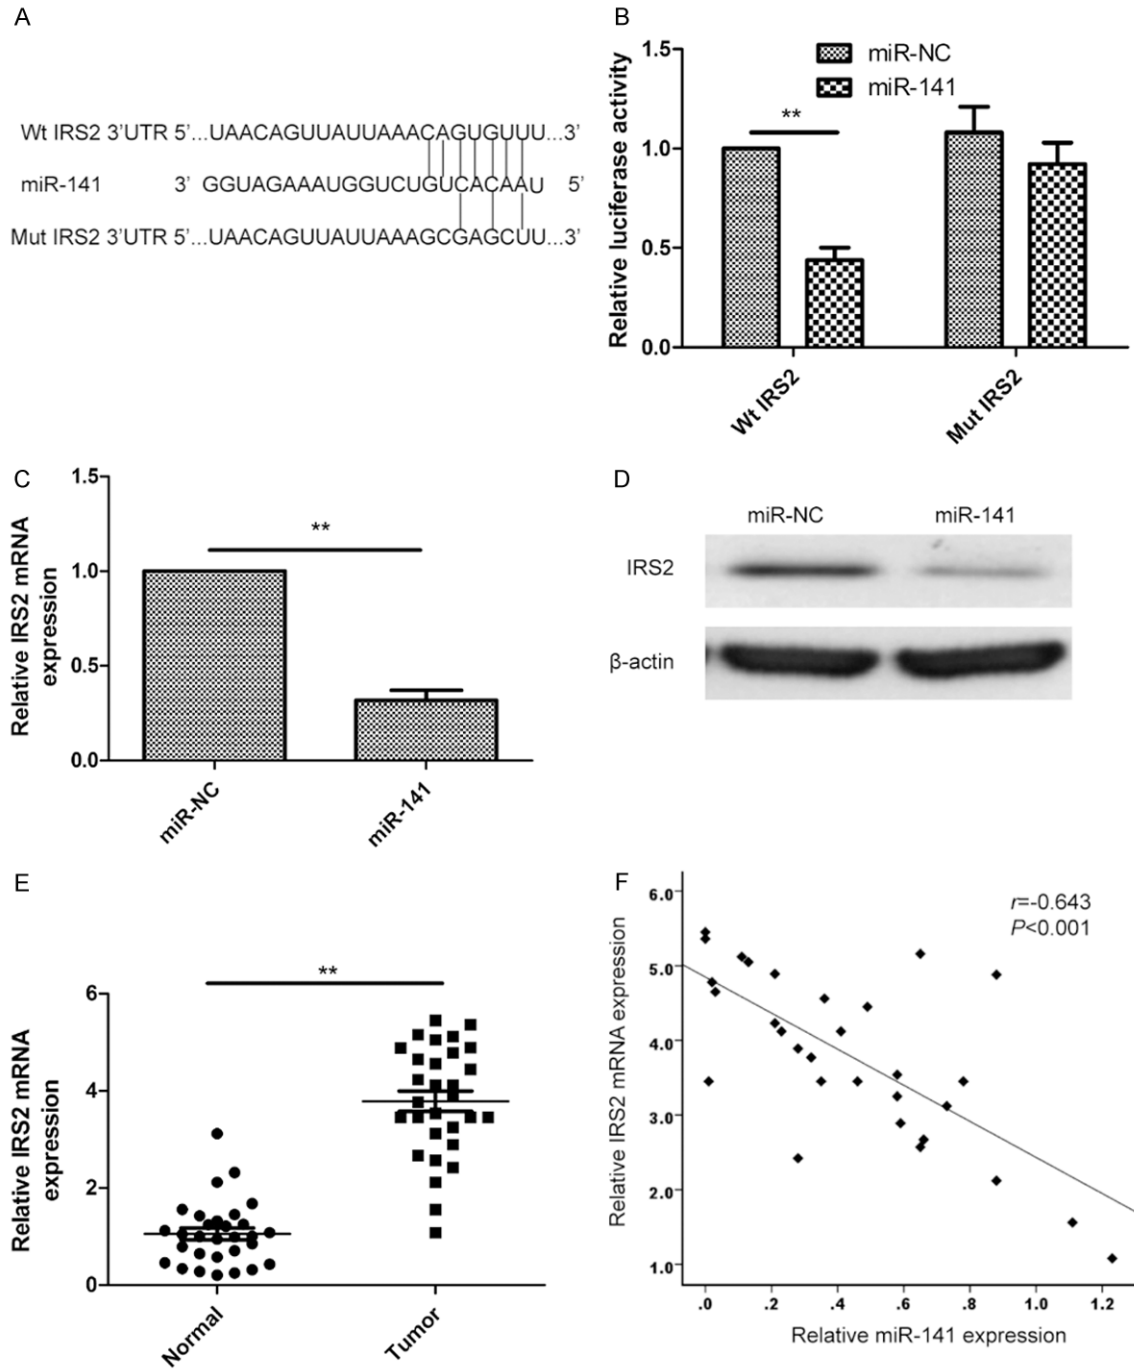 A
Wt IRS2 3'UTR 5'...UAACAGUUAUUAAACAGUGUUU...3'
miR-141 3' GGUAGAAAUGGUCUGUCACAAU 5'
Mut IRS2 3'UTR 5'...UAACAGUUAUUAAAGCGAGCUU...3'
B
miR-NC
miR-141
**
Relative luciferase activity
1.5
1.0
0.5
0.0
Wt IRS2
Mut IRS2
C
**
Relative IRS2 mRNA
expression
1.5
1.0
0.5
0.0
miR-NC
miR-141
D
miR-NC miR-141
IRS2
β-actin
E
**
Relative IRS2 mRNA
expression
6
4
2
0
Normal
Tumor
F
r=-0.643
P<0.001
Relative IRS2 mRNA expression
6.0
5.0
4.0
3.0
2.0
1.0
.0 .2 .4 .6 .8 1.0 1.2
Relative miR-141 expression